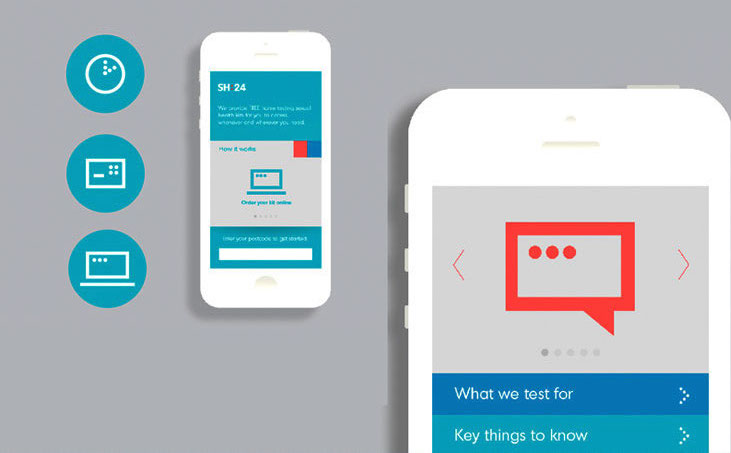 SH:24
We provide FREE home testing sexual
health kits for you to correct,
whenever and wherever you need.
How it works
Order your kit online
Enter your postcode to get started
What we test for
Key things to know